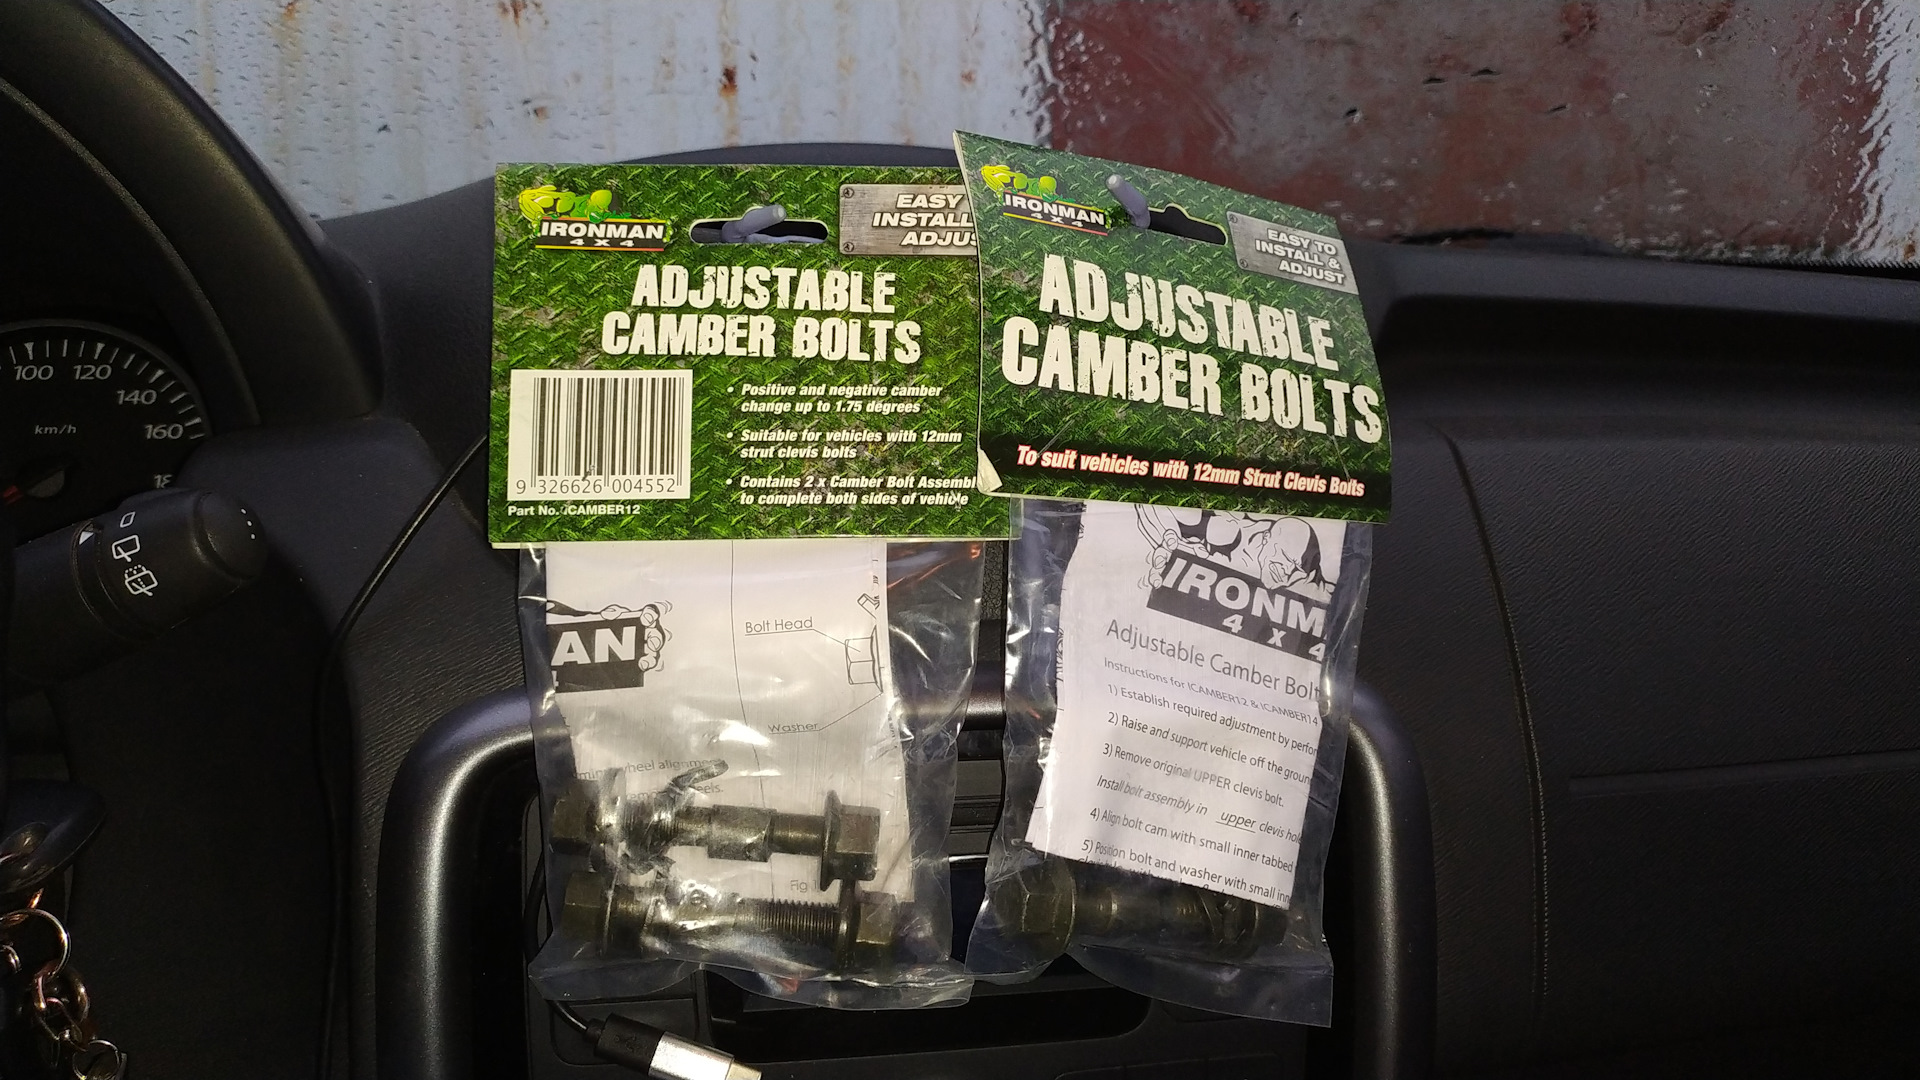 100 120
140
km/h
160
IRONMAN
4 X 4
EASY
INSTALL
ADJUS
ADJUSTABLE
CAMBER BOLTS
• Positive and negative camber
change up to 1.75 degrees
• Suitable for vehicles with 12mm
strut clevis bolts
• Contains 2 x Camber Bolt Assembl
to complete both sides of vehicle
9 326626 004552
Part No. ICAMBER12
AN
Bolt Head
Washer
wheel alignm
Fig
IRONMAN
4 X 4
EASY TO
INSTALL &
ADJUST
ADJUSTABLE
CAMBER BOLTS
To suit vehicles with 12mm Strut Clevis Bolts
IRONM
4 X 4
Adjustable Camber Bolt
Instructions for ICAMBER12 & ICAMBER14
1) Establish required adjustment by perfor
2) Raise and support vehicle off the groun
3) Remove original UPPER clevis bolt.
Install bolt assembly in upper clevis hol
4) Align bolt cam with small inner tabbed
5) Position bolt and washer with small inn